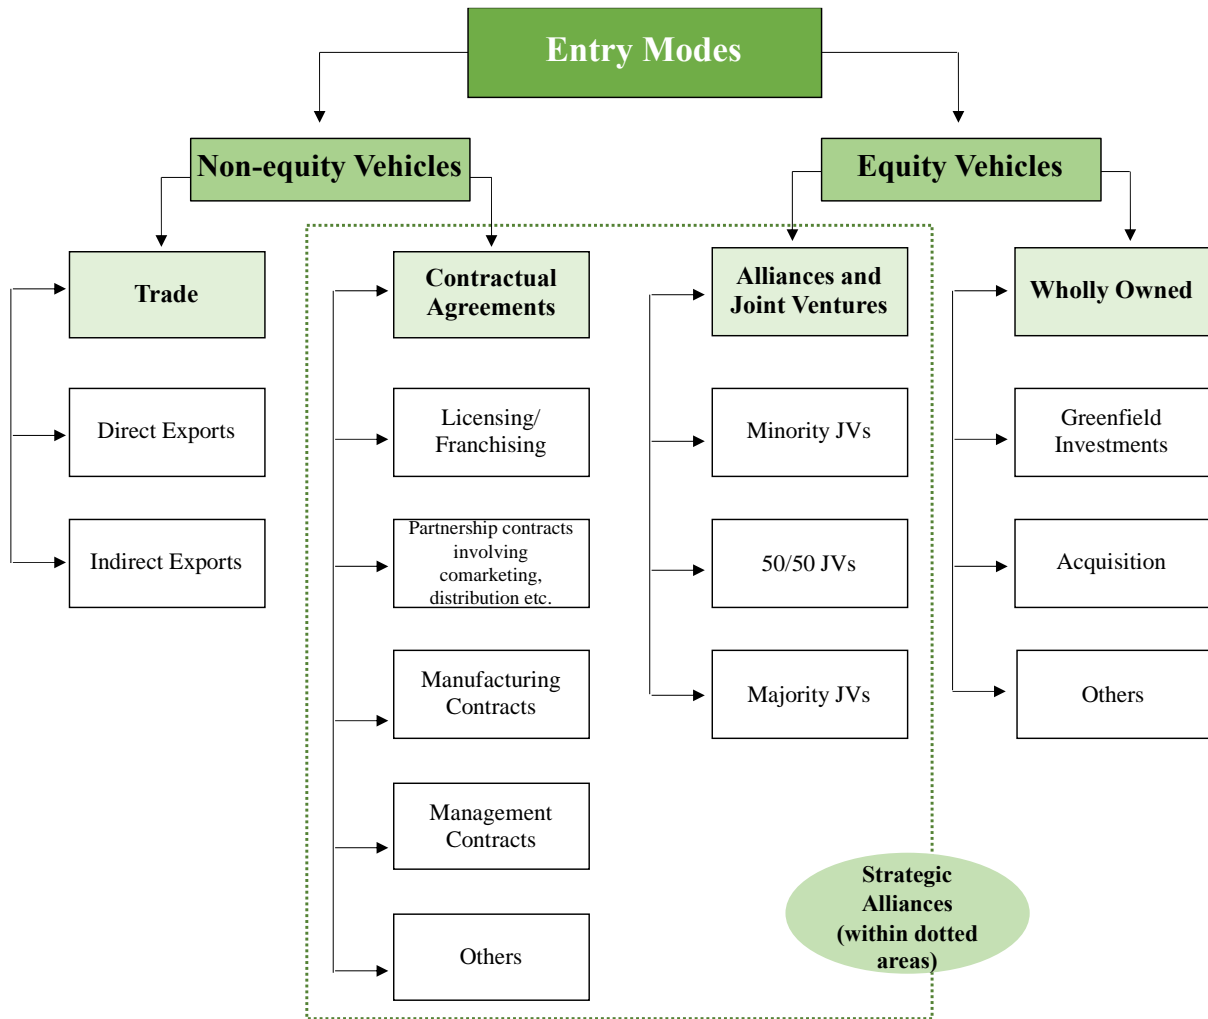 Entry Modes
Non-equity Vehicles
Equity Vehicles
Trade
Direct Exports
Indirect Exports
Contractual
Agreements
Licensing/
Franchising
Partnership contracts
involving
comarketing,
distribution etc.
Manufacturing
Contracts
Management
Contracts
Others
Alliances and
Joint Ventures
Minority JVs
50/50 JVs
Majority JVs
Wholly Owned
Greenfield
Investments
Acquisition
Others
Strategic
Alliances
(within dotted
areas)